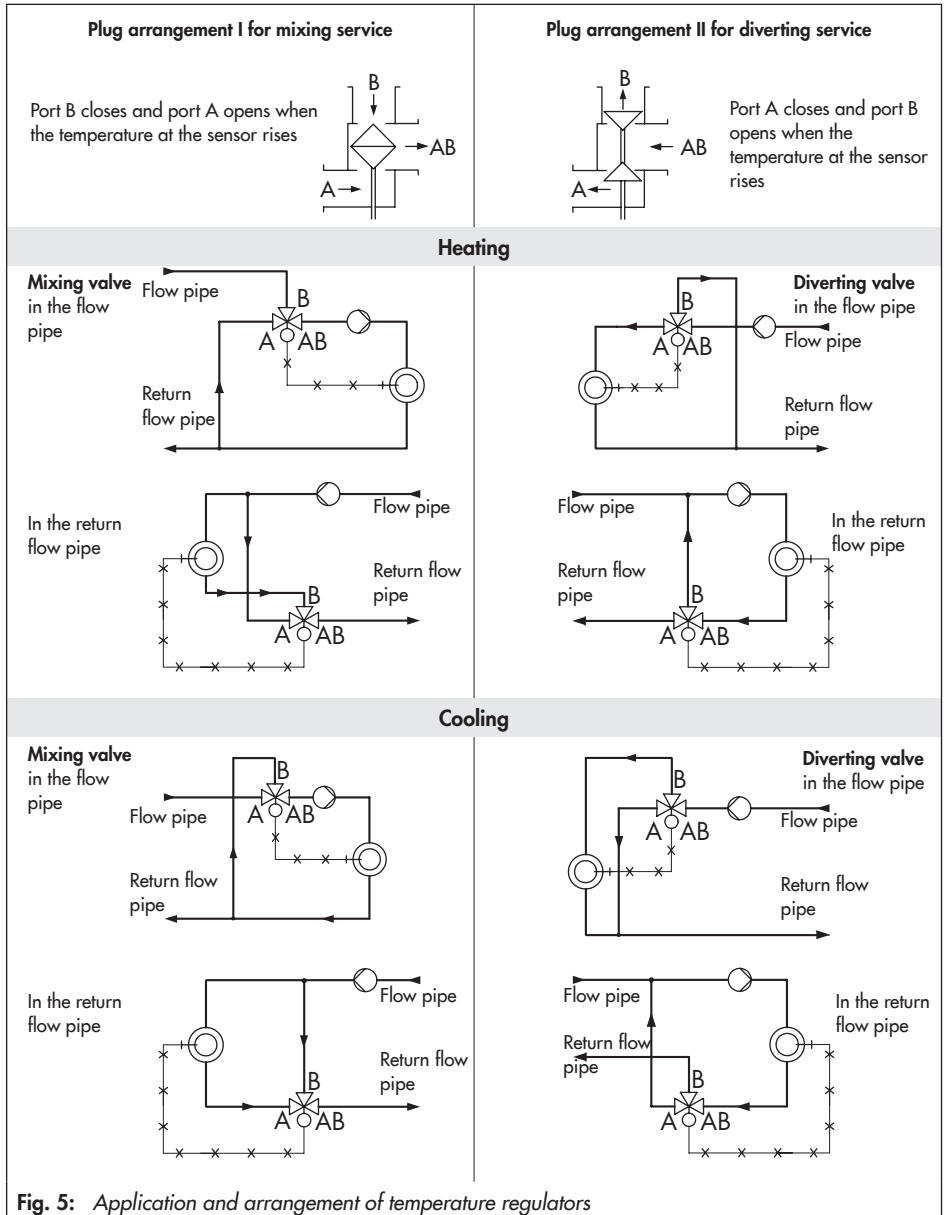 Plug arrangement I for mixing service
Port B closes and port A opens when
the temperature at the sensor rises
B
AB
A
Plug arrangement II for diverting service
B
AB
A
Port A closes and port B
opens when the
temperature at the sensor
rises
Heating
Mixing valve
in the flow
pipe
Flow pipe
B
A
AB
Return
flow pipe
Diverting valve
in the flow pipe
Flow pipe
B
A
AB
Return flow
pipe
In the return
flow pipe
Flow pipe
Return flow
pipe
B
A
AB
Flow pipe
In the return
flow pipe
Return flow
pipe
B
A
AB
Cooling
Mixing valve
in the flow
pipe
B
Flow pipe
A
AB
Return flow
pipe
Diverting valve
in the flow pipe
B
Flow pipe
A
AB
Return flow
pipe
In the return
flow pipe
Flow pipe
Return flow
pipe
B
A
AB
Flow pipe
In the return
flow pipe
Return flow
pipe
B
A
AB
Fig. 5: Application and arrangement of temperature regulators